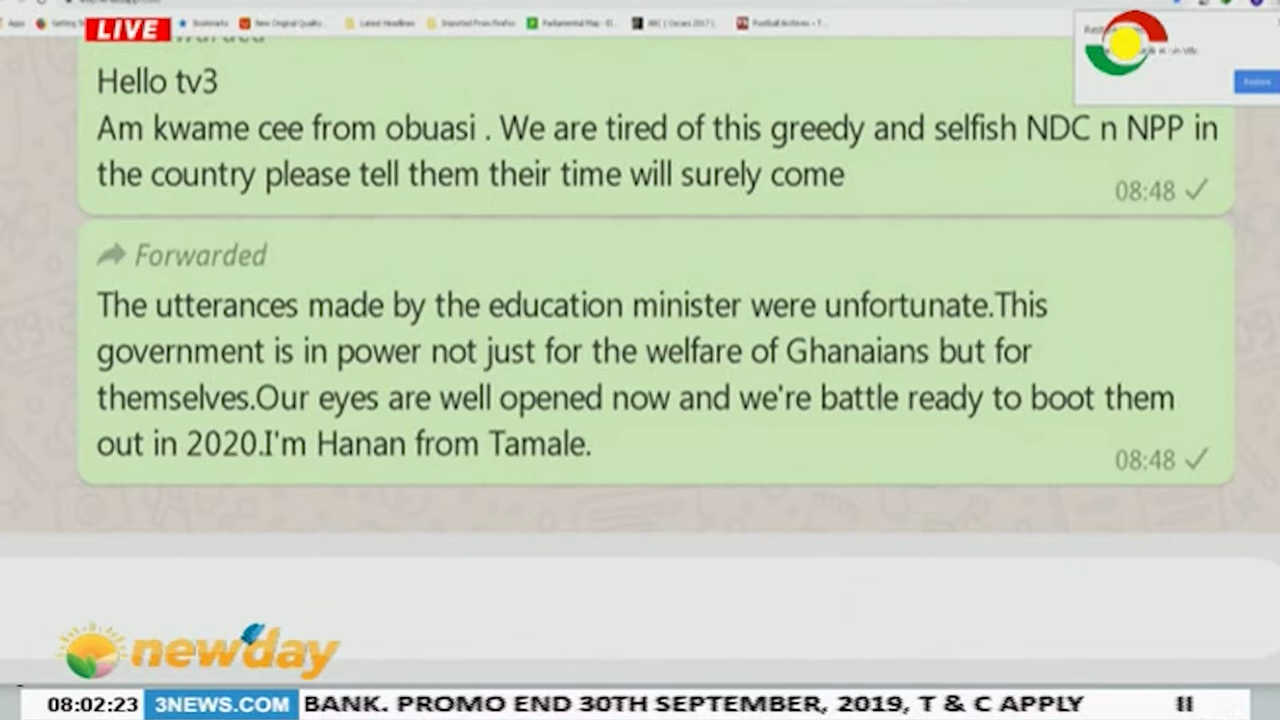 LIVE
Hello tv3
Am kwame cee from obuasi . We are tired of this greedy and selfish NDC n NPP in
the country please tell them their time will surely come
08:48
Forwarded
The utterances made by the education minister were unfortunate.This
government is in power not just for the welfare of Ghanaians but for
themselves.Our eyes are well opened now and we're battle ready to boot them
out in 2020.I'm Hanan from Tamale.
08:48
newday
08:02:23 3NEWS.COM BANK. PROMO END 30TH SEPTEMBER, 2019, T & C APPLY